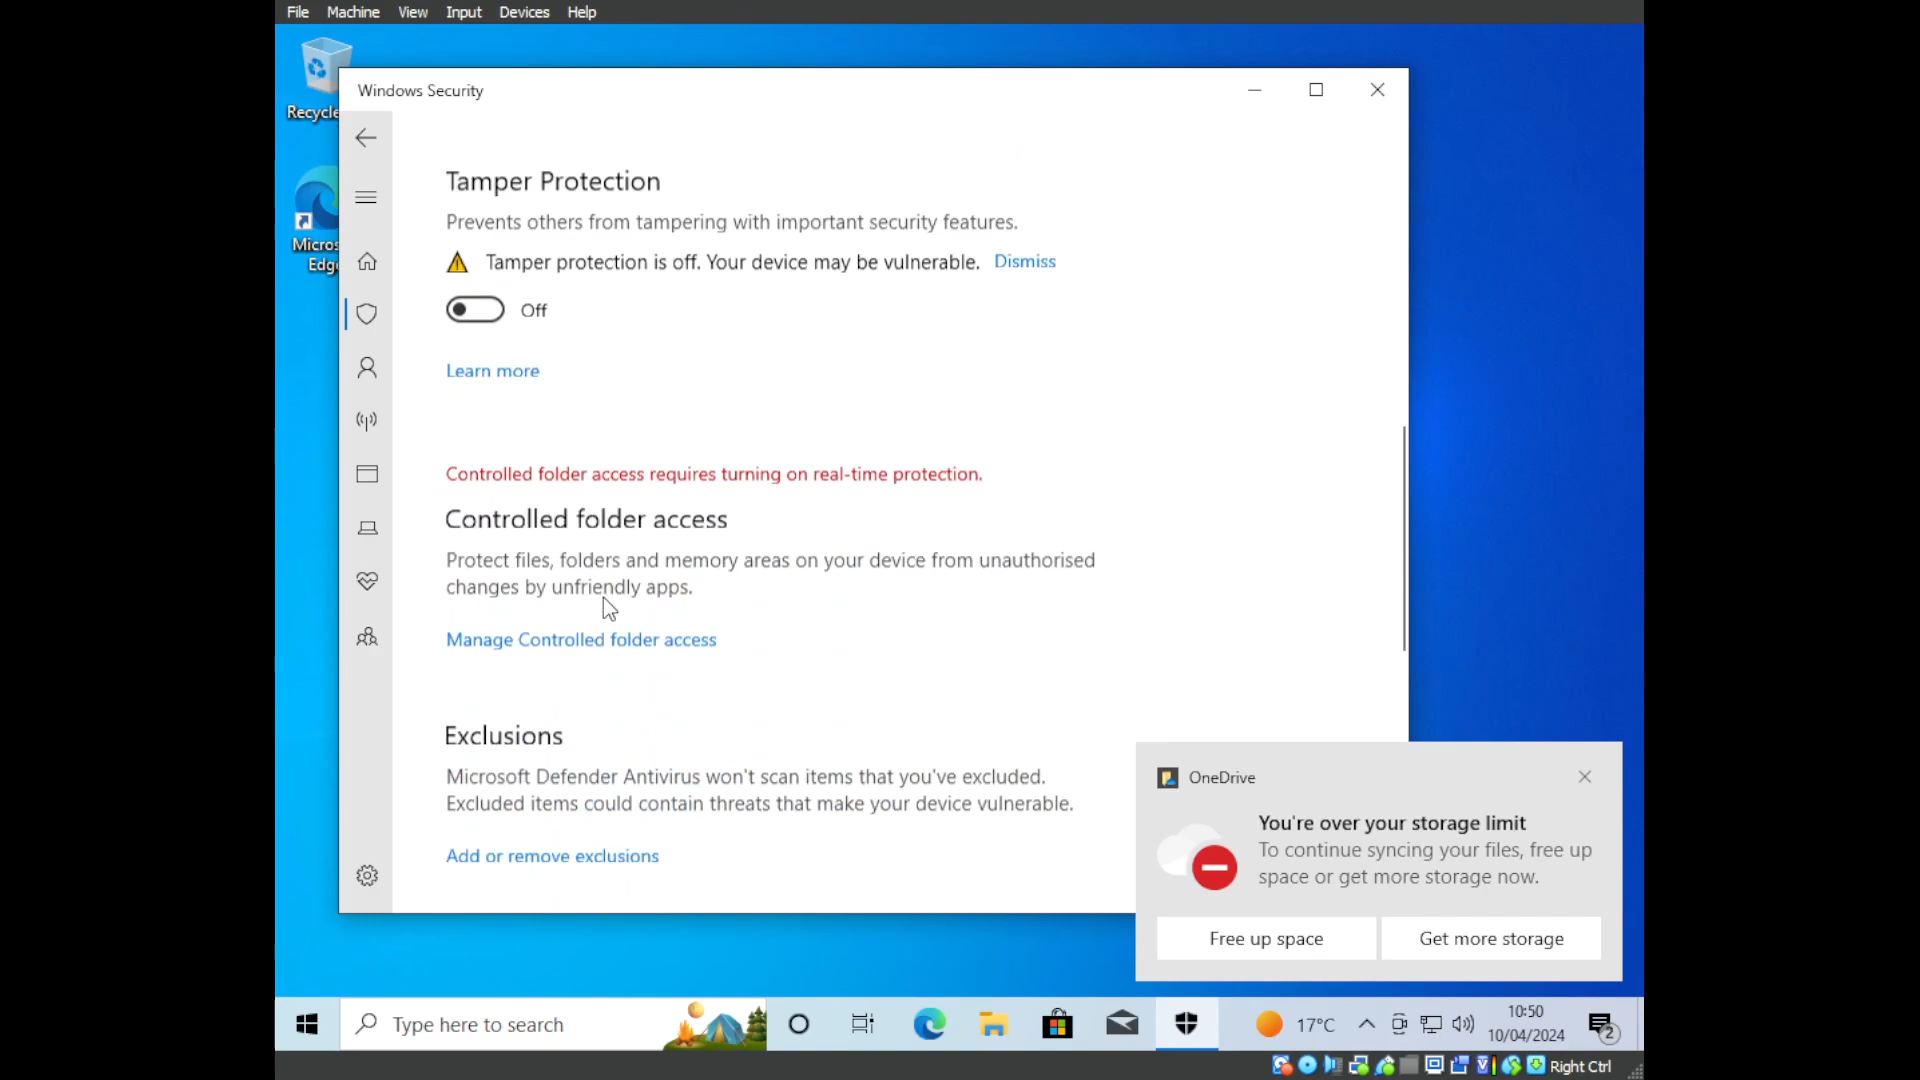 File Machine View Input Devices Help
Recycle
Windows Security
Micros
Edg
Tamper Protection
Prevents others from tampering with important security features.
Tamper protection is off. Your device may be vulnerable. Dismiss
Off
Learn more
Controlled folder access requires turning on real-time protection.
Controlled folder access
Protect files, folders and memory areas on your device from unauthorised
changes by unfriendly apps.
Manage Controlled folder access
Exclusions
Microsoft Defender Antivirus won't scan items that you've excluded.
Excluded items could contain threats that make your device vulnerable.
Add or remove exclusions
OneDrive
You're over your storage limit
To continue syncing your files, free up
space or get more storage now.
Free up space Get more storage
Type here to search
17°C
10:50
10/04/2024
2
Right Ctrl